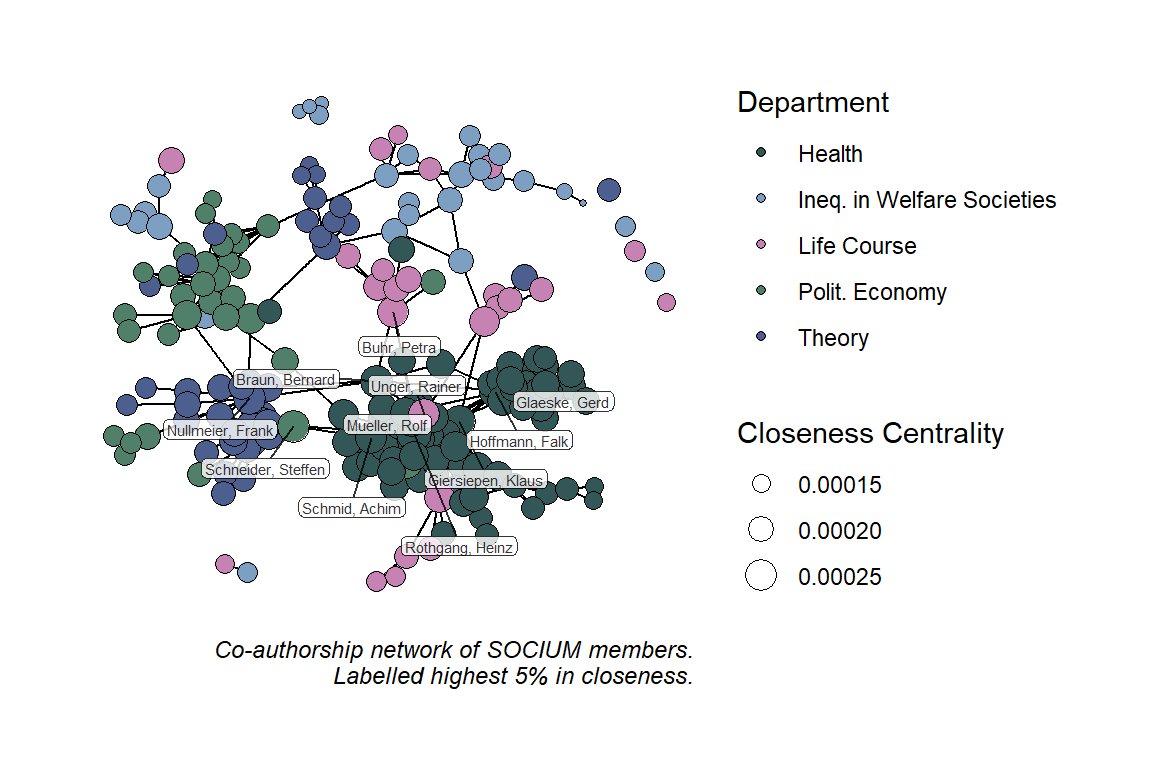 Department
Health
Ineq. in Welfare Societies
Life Course
Polit. Economy
Theory
Closeness Centrality
0.00015
0.00020
0.00025
Buhr, Petra
Braun, Bernard
Unger, Rainer
Glaeske, Gerd
Nullmeier, Frank
Mueller, Rolf
Hoffmann, Falk
Schneider, Steffen
Giersiepen, Klaus
Schmid, Achim
Rothgang, Heinz
Co-authorship network of SOCIUM members.
Labelled highest 5% in closeness.